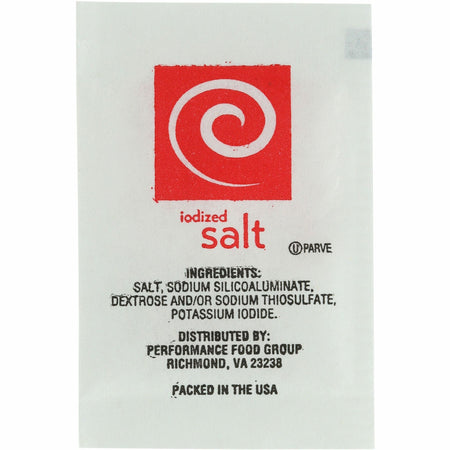 iodized
salt
Ⓤ PARVE
INGREDIENTS:
SALT, SODIUM SILICOALUMINATE,
DEXTROSE AND/OR SODIUM THIOSULFATE,
POTASSIUM IODIDE.
DISTRIBUTED BY:
PERFORMANCE FOOD GROUP
RICHMOND, VA 23238
PACKED IN THE USA